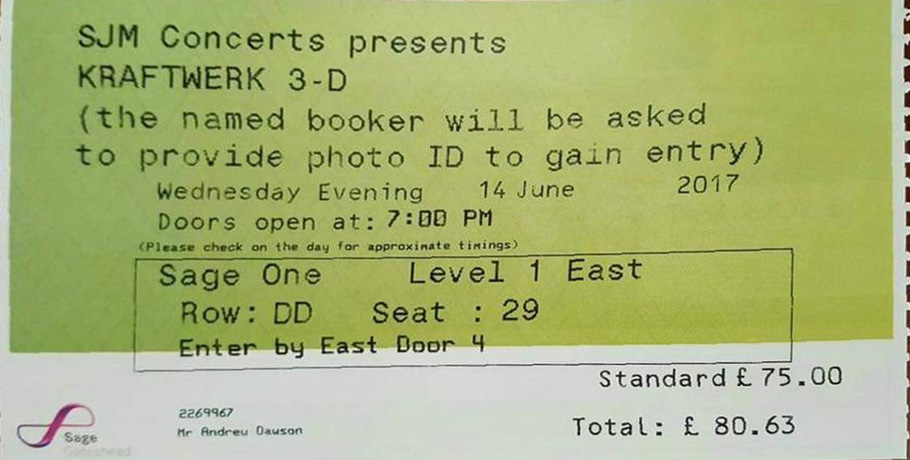 SJM Concerts presents
KRAFTWERK 3-D
(the named booker will be asked
to provide photo ID to gain entry)
Wednesday Evening 14 June 2017
Doors open at: 7:00 PM
(Please check on the day for approximate timings)
Sage One Level 1 East
Row: DD Seat : 29
Enter by East Door 4
Standard £ 75.00
Total: £ 80.63
2269967
Mr Andrew Dawson
Sage
Gateshead